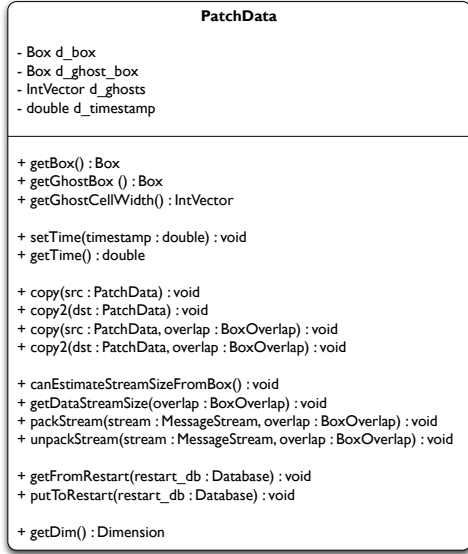 PatchData
- Box d_box
- Box d_ghost_box
- IntVector d_ghosts
- double d_timestamp
+ getBox() : Box
+ getGhostBox () : Box
+ getGhostCellWidth() : IntVector
+ setTime(timestamp : double) : void
+ getTime() : double
+ copy(src : PatchData) : void
+ copy2(dst : PatchData) : void
+ copy(src : PatchData, overlap : BoxOverlap) : void
+ copy2(dst : PatchData, overlap : BoxOverlap) : void
+ canEstimateStreamSizeFromBox() : void
+ getDataStreamSize(overlap : BoxOverlap) : void
+ packStream(stream : MessageStream, overlap : BoxOverlap) : void
+ unpackStream(stream : MessageStream, overlap : BoxOverlap) : void
+ getFromRestart(restart_db : Database) : void
+ putToRestart(restart_db : Database) : void
+ getDim() : Dimension